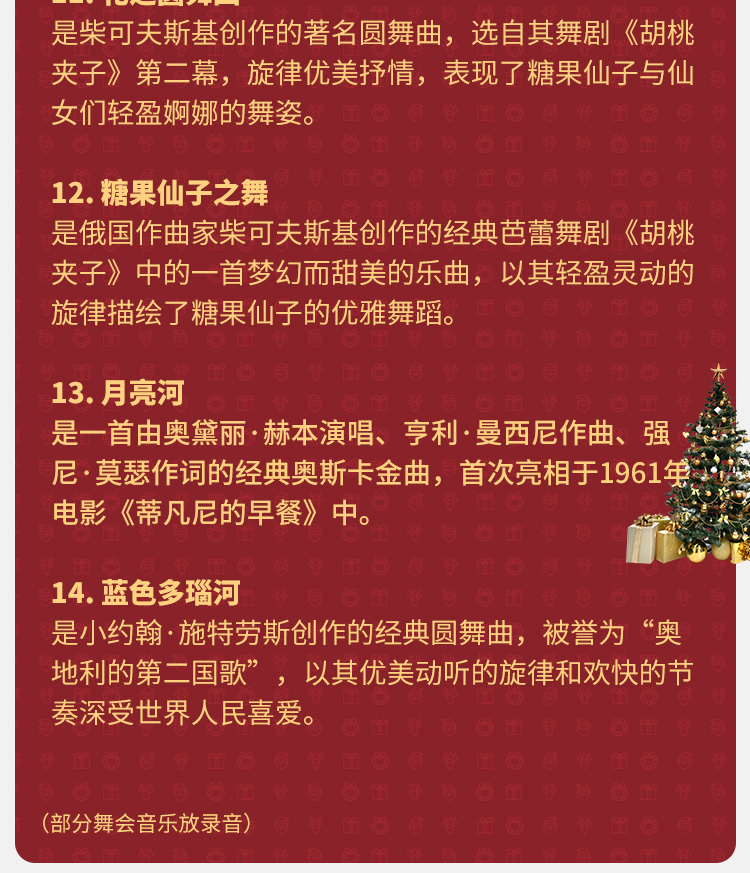 是柴可夫斯基创作的著名圆舞曲，选自其舞剧《胡桃
夹子》第二幕，旋律优美抒情，表现了糖果仙子与仙
女们轻盈婀娜的舞姿。
12. 糖果仙子之舞
是俄国作曲家柴可夫斯基创作的经典芭蕾舞剧《胡桃
夹子》中的一首梦幻而甜美的乐曲，以其轻盈灵动的
旋律描绘了糖果仙子的优雅舞蹈。
13. 月亮河
是一首由奥黛丽·赫本演唱、亨利·曼西尼作曲、强
尼·莫瑟作词的经典奥斯卡金曲，首次亮相于1961年
电影《蒂凡尼的早餐》中。
14. 蓝色多瑙河
是小约翰·施特劳斯创作的经典圆舞曲，被誉为“奥
地利的第二国歌”，以其优美动听的旋律和欢快的节
奏深受世界人民喜爱。
（部分舞会音乐放录音）